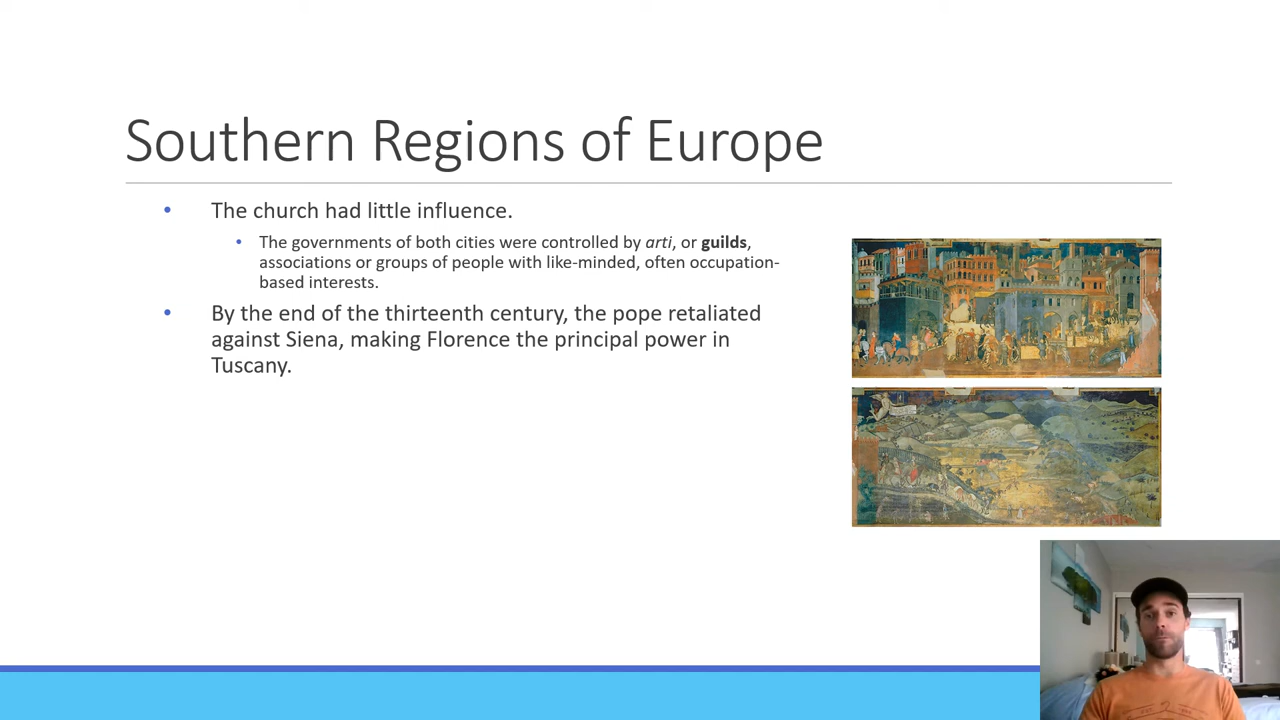 Southern Regions of Europe
• The church had little influence.
• The governments of both cities were controlled by arti, or guilds,
associations or groups of people with like-minded, often occupation-
based interests.
• By the end of the thirteenth century, the pope retaliated
against Siena, making Florence the principal power in
Tuscany.